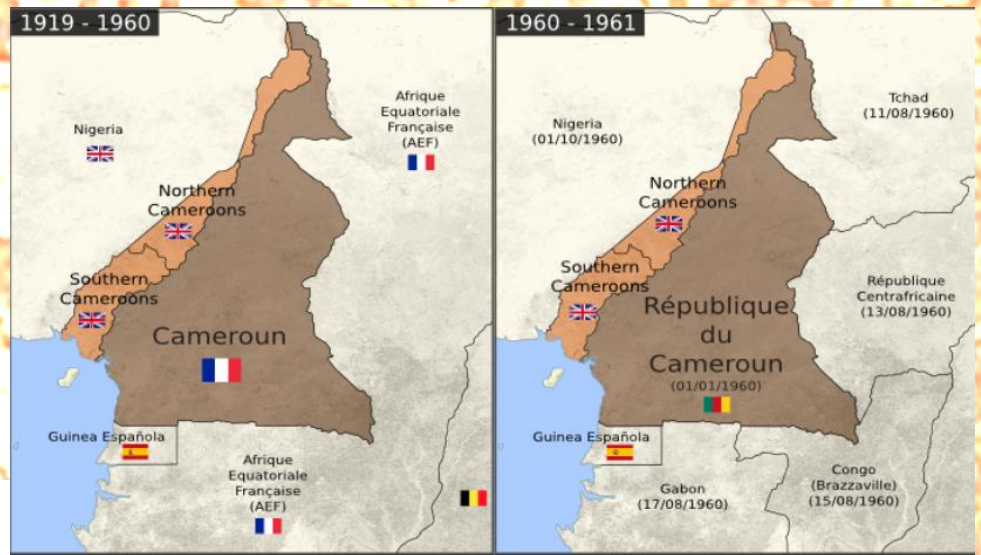 1919 - 1960
Nigeria
Afrique
Equatoriale
Française
(AEF)
Northern
Cameroons
Southern
Cameroons
Cameroun
Guinea Española
Afrique
Equatoriale
Française
(AEF)
1960 - 1961
Nigeria
(01/10/1960)
Tchad
(11/08/1960)
Northern
Cameroons
Southern
Cameroons
République
Centrafricaine
(13/08/1960)
République
du
Cameroun
(01/01/1960)
Guinea Española
Gabon
(17/08/1960)
Congo
(Brazzaville)
(15/08/1960)